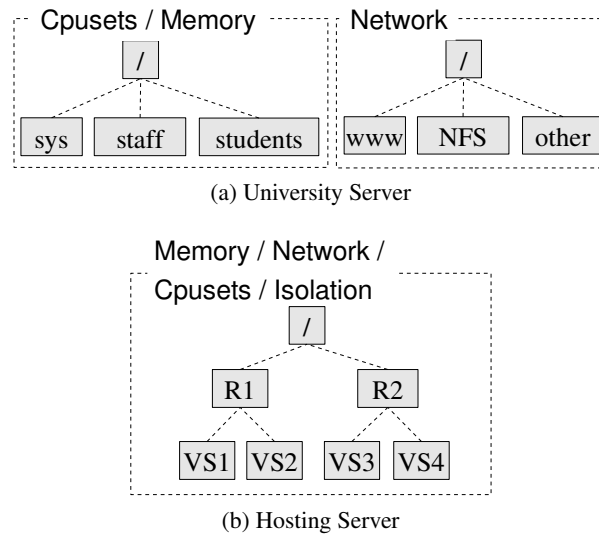 Cpusets / Memory
Network
/
/
sys staff students
www NFS other
(a) University Server
Memory / Network /
Cpusets / Isolation
/
R1 R2
VS1 VS2 VS3 VS4
(b) Hosting Server